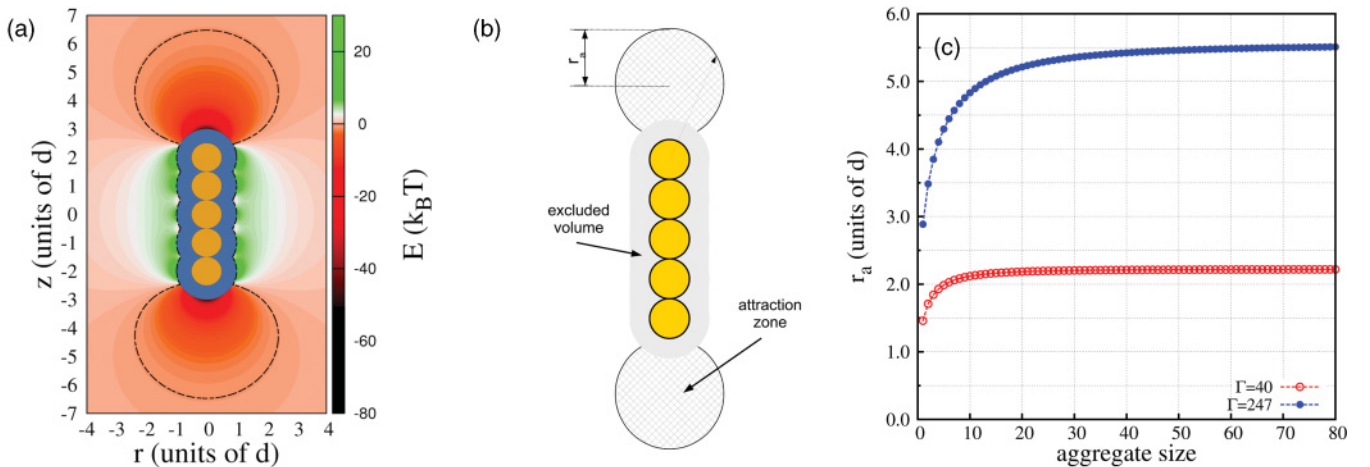 (a)
7
6
5
4
3
2
1
0
-1
-2
-3
-4
-5
-6
-7
z (units of d)
-4 -3 -2 -1 0 1 2 3 4
r (units of d)
20
0
-20
-40
-60
-80
E (k_BT)
(b)
r_a
excluded
volume
attraction
zone
(c)
6.0
5.0
4.0
3.0
2.0
1.0
0.0
r_a (units of d)
0 10 20 30 40 50 60 70 80
aggregate size
Γ=40
Γ=247